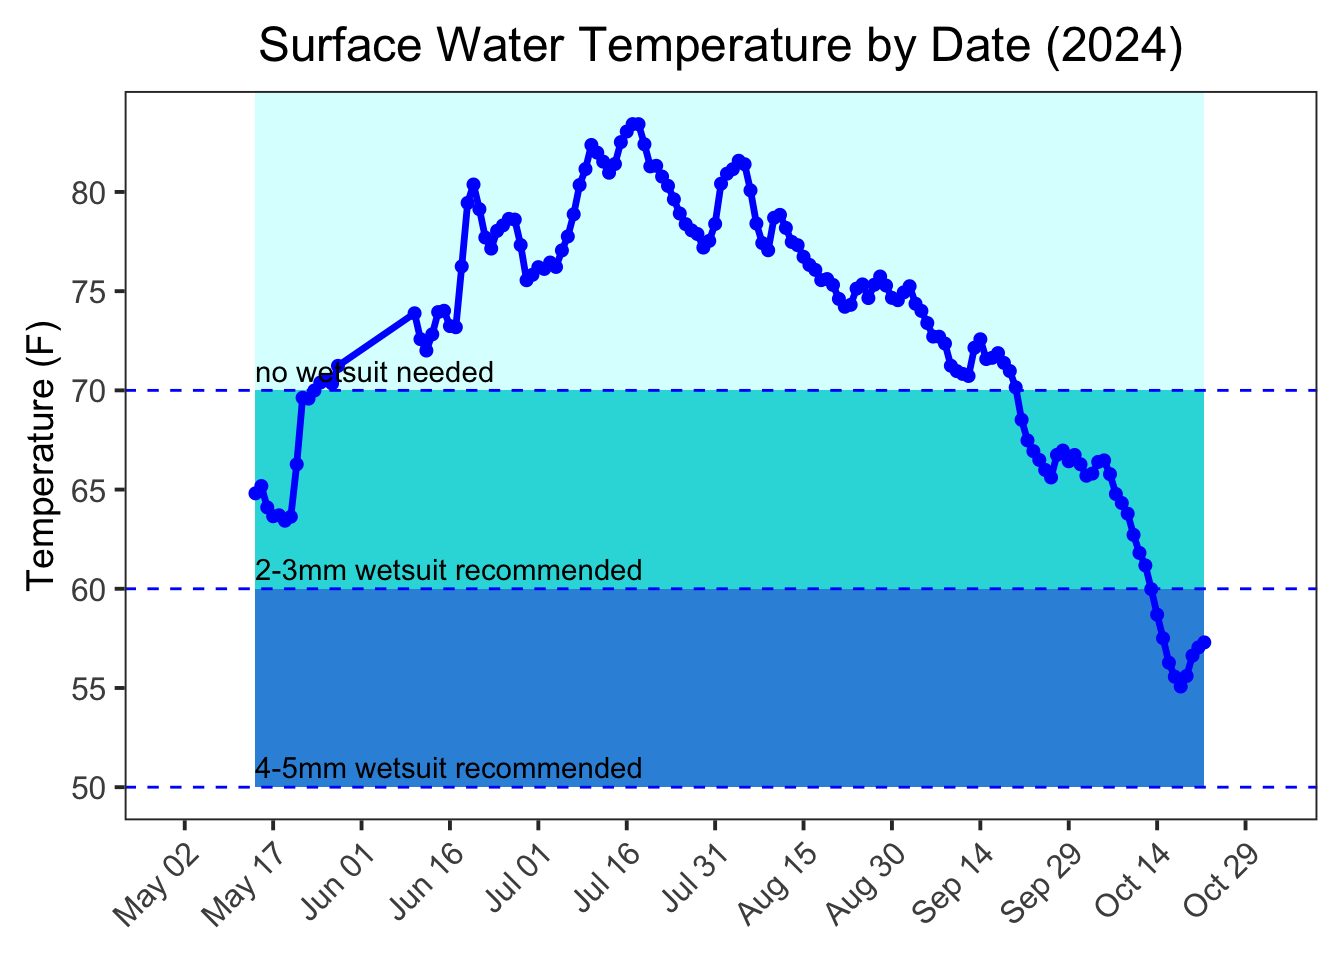 Surface Water Temperature by Date (2024)
Temperature (F)
80
75
70
65
60
55
50
no wetsuit needed
2-3mm wetsuit recommended
4-5mm wetsuit recommended
May 02
May 17
Jun 01
Jun 16
Jul 01
Jul 16
Jul 31
Aug 15
Aug 30
Sep 14
Sep 29
Oct 14
Oct 29